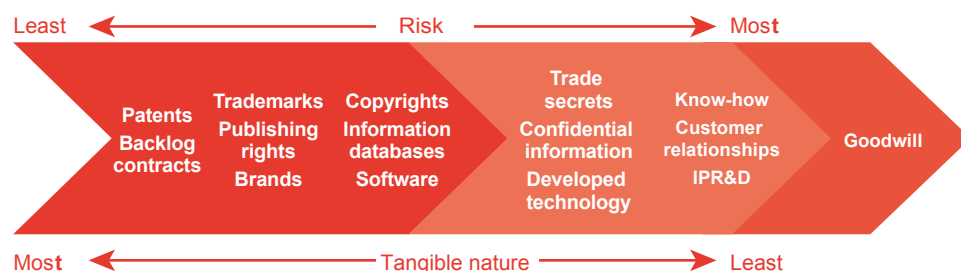 Least Risk Most
Patents
Backlog
contracts
Trademarks
Publishing
rights
Brands
Copyrights
Information
databases
Software
Trade
secrets
Confidential
information
Developed
technology
Know-how
Customer
relationships
IPR&D
Goodwill
Most Tangible nature Least